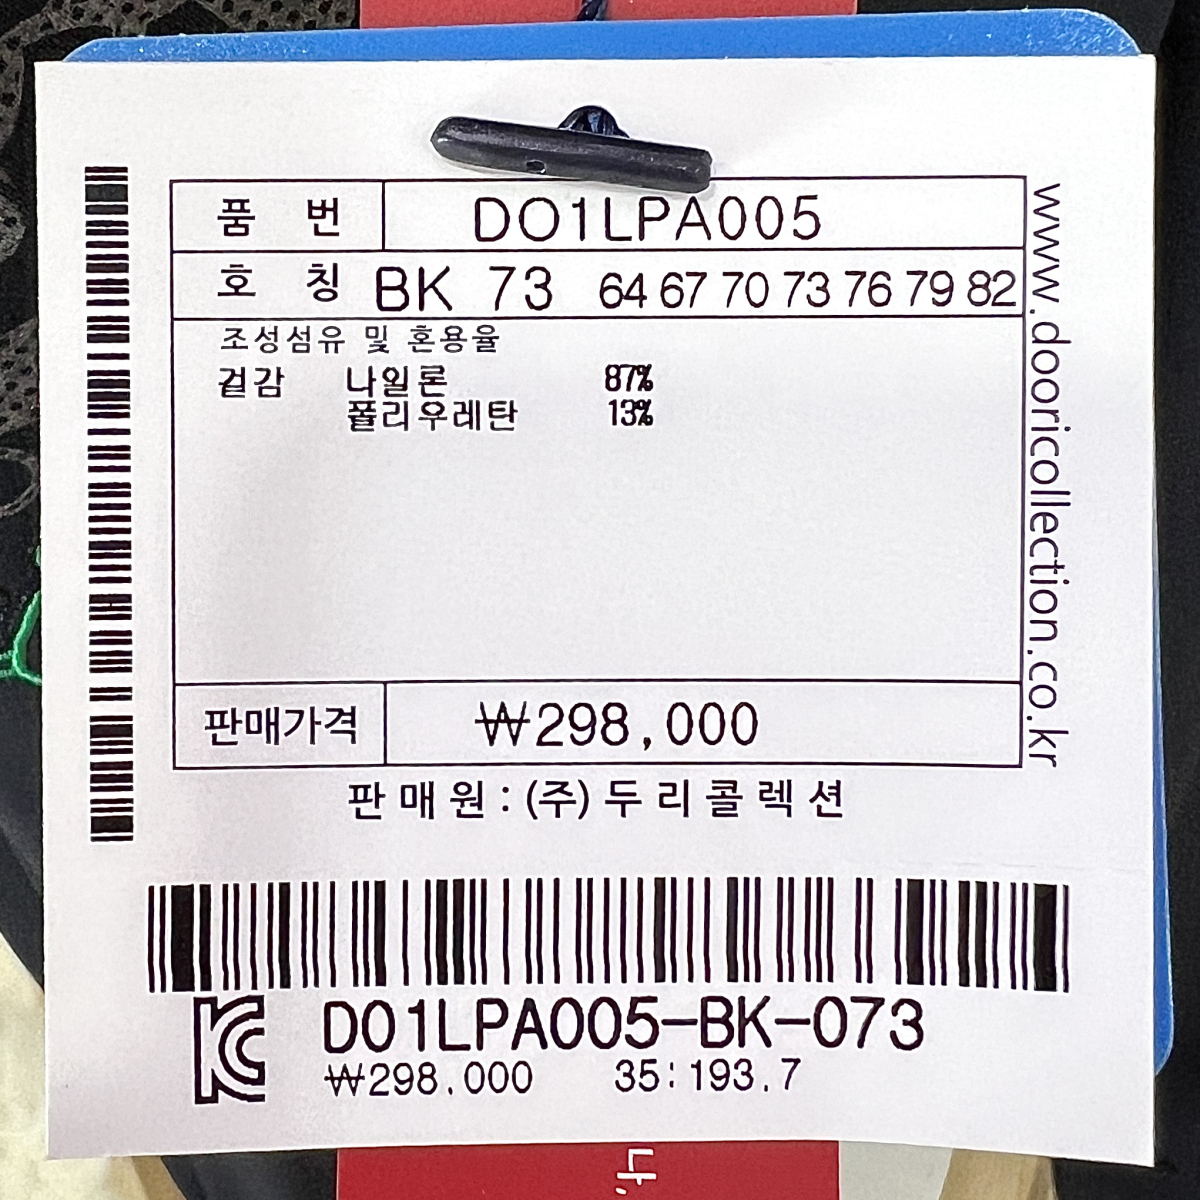 품 번 DO1LPA005
호 칭 BK 73 64 67 70 73 76 79 82
조성섬유 및 혼용율
겉감 나일론 87%
폴리우레탄 13%
판매가격 ₩298,000
판매원 : (주)두리콜렉션
www.dooricollection.co.kr
DO1LPA005-BK-073
₩298,000 35:193.7